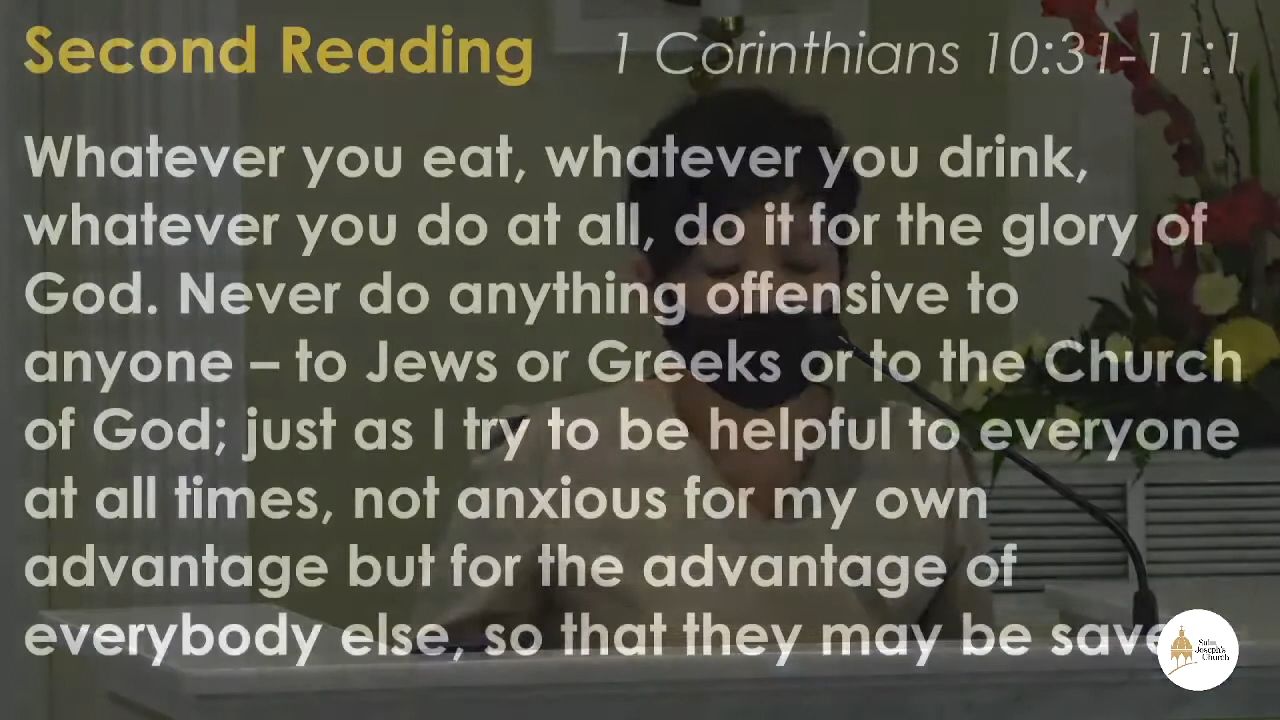 Second Reading 1 Corinthians 10:31-11:1
Whatever you eat, whatever you drink,
whatever you do at all, do it for the glory of
God. Never do anything offensive to
anyone – to Jews or Greeks or to the Church
of God; just as I try to be helpful to everyone
at all times, not anxious for my own
advantage but for the advantage of
everybody else, so that they may be save
Saint
Joseph's
Church